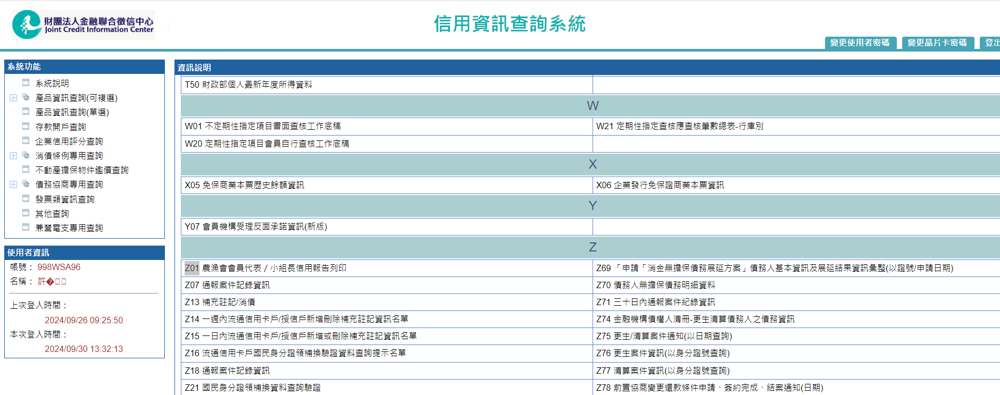 財團法人金融聯合徵信中心
Joint Credit Information Center
信用資訊查詢系統
變更使用者密碼 變更晶片卡密碼 登出
系統功能
系統說明
產品資訊查詢(可複選)
產品資訊查詢(單選)
存款開戶查詢
企業信用評分查詢
消債條例專用查詢
不動產擔保物件鑑價查詢
債務協商專用查詢
發票類資訊查詢
其他查詢
兼營電支專用查詢
使用者資訊
帳號： 998WSA96
名稱： 許
上次登入時間：
2024/09/26 09:25:50
本次登入時間：
2024/09/30 13:32:13
資訊說明
T50 財政部個人最新年度所得資料
W
W01 不定期性指定項目書面查核工作底稿 W21 定期性指定查核應查核筆數總表-行庫別
W20 定期性指定項目會員自行查核工作底稿
X
X05 免保商業本票歷史餘額資訊 X06 企業發行免保證商業本票資訊
Y
Y07 會員機構受理反面承諾資訊(新版)
Z
Z01 農漁會會員代表／小組長信用報告列印 Z69 「申請「消金無擔保債務展延方案」債務人基本資訊及展延結果資訊彙整(以證號/申請日期)
Z07 通報案件記錄資訊 Z70 債務人無擔保債務明細資料
Z13 補充註記/消債 Z71 三十日內通報案件紀錄資訊
Z14 一週內流通信用卡戶/授信戶新增刪除補充註記資訊名單 Z74 金融機構債權人清冊-更生清算債務人之債務資訊
Z15 一日內流通信用卡戶/授信戶新增或刪除補充註記資訊名單 Z75 更生/清算案件通知(以日期查詢)
Z16 流通信用卡戶國民身分證領補換驗證資料查詢提示名單 Z76 更生案件資訊(以身分證號查詢)
Z18 通報案件記錄資訊 Z77 清算案件資訊(以身分證號查詢)
Z21 國民身分證領補換資料查詢驗證 Z78 前置協商變更還款條件申請、簽約完成、結案通知(日期)